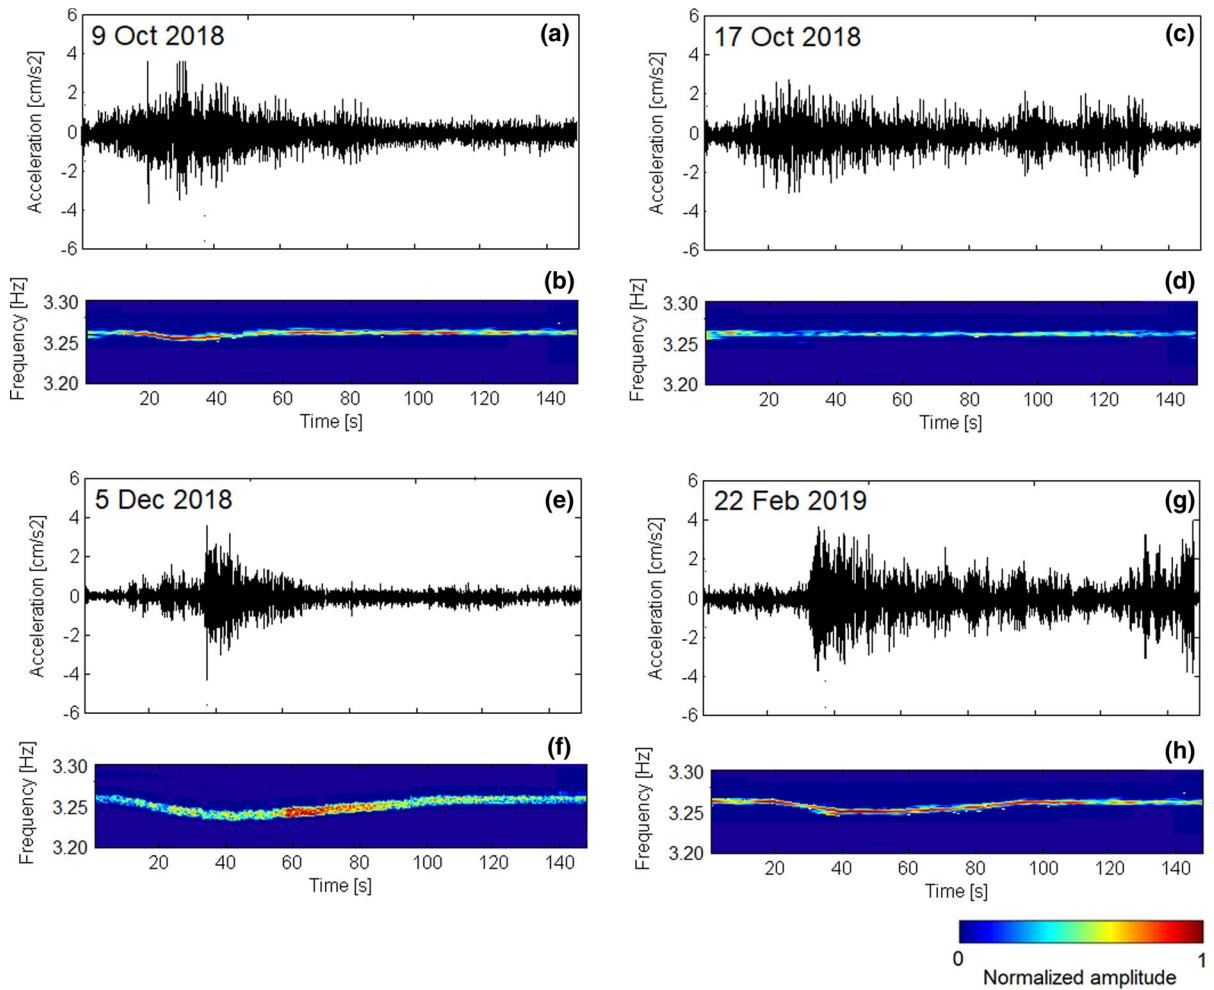 9 Oct 2018
(a)
Acceleration [cm/s2]
6
4
2
0
-2
-4
-6
17 Oct 2018
(c)
Acceleration [cm/s2]
6
4
2
0
-2
-4
-6
(b)
Frequency [Hz]
3.30
3.25
3.20
20 40 60 80 100 120 140
Time [s]
(d)
Frequency [Hz]
3.30
3.25
3.20
20 40 60 80 100 120 140
Time [s]
5 Dec 2018
(e)
Acceleration [cm/s2]
6
4
2
0
-2
-4
-6
22 Feb 2019
(g)
Acceleration [cm/s2]
6
4
2
0
-2
-4
-6
(f)
Frequency [Hz]
3.30
3.25
3.20
20 40 60 80 100 120 140
Time [s]
(h)
Frequency [Hz]
3.30
3.25
3.20
20 40 60 80 100 120 140
Time [s]
0 1
Normalized amplitude